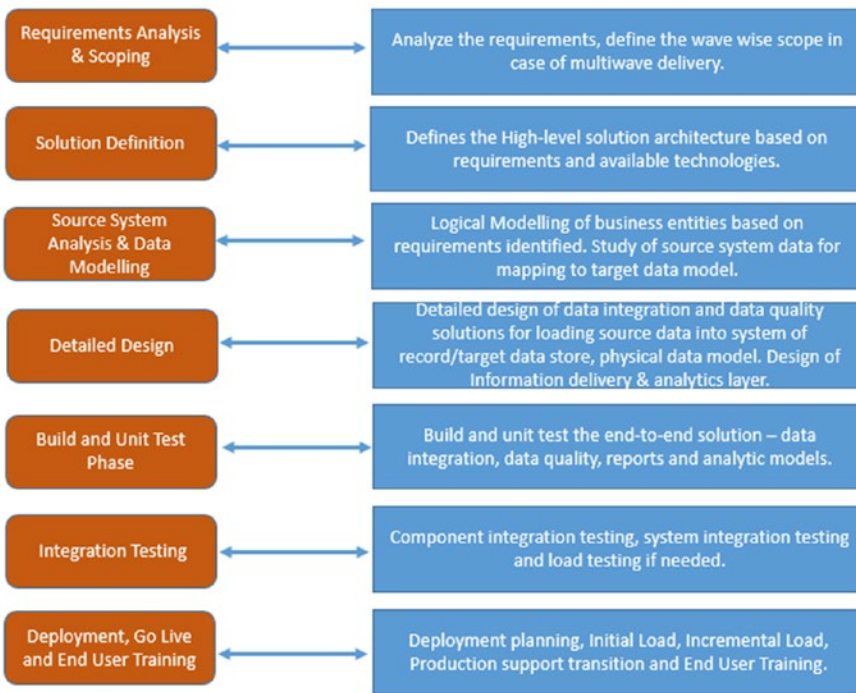 Requirements Analysis
& Scoping
Analyze the requirements, define the wave wise scope in
case of multiwave delivery.
Solution Definition
Defines the High-level solution architecture based on
requirements and available technologies.
Source System
Analysis & Data
Modelling
Logical Modelling of business entities based on
requirements identified. Study of source system data for
mapping to target data model.
Detailed Design
Detailed design of data integration and data quality
solutions for loading source data into system of
record/target data store, physical data model. Design of
Information delivery & analytics layer.
Build and Unit Test
Phase
Build and unit test the end-to-end solution – data
integration, data quality, reports and analytic models.
Integration Testing
Component integration testing, system integration testing
and load testing if needed.
Deployment, Go Live
and End User Training
Deployment planning, Initial Load, Incremental Load,
Production support transition and End User Training.